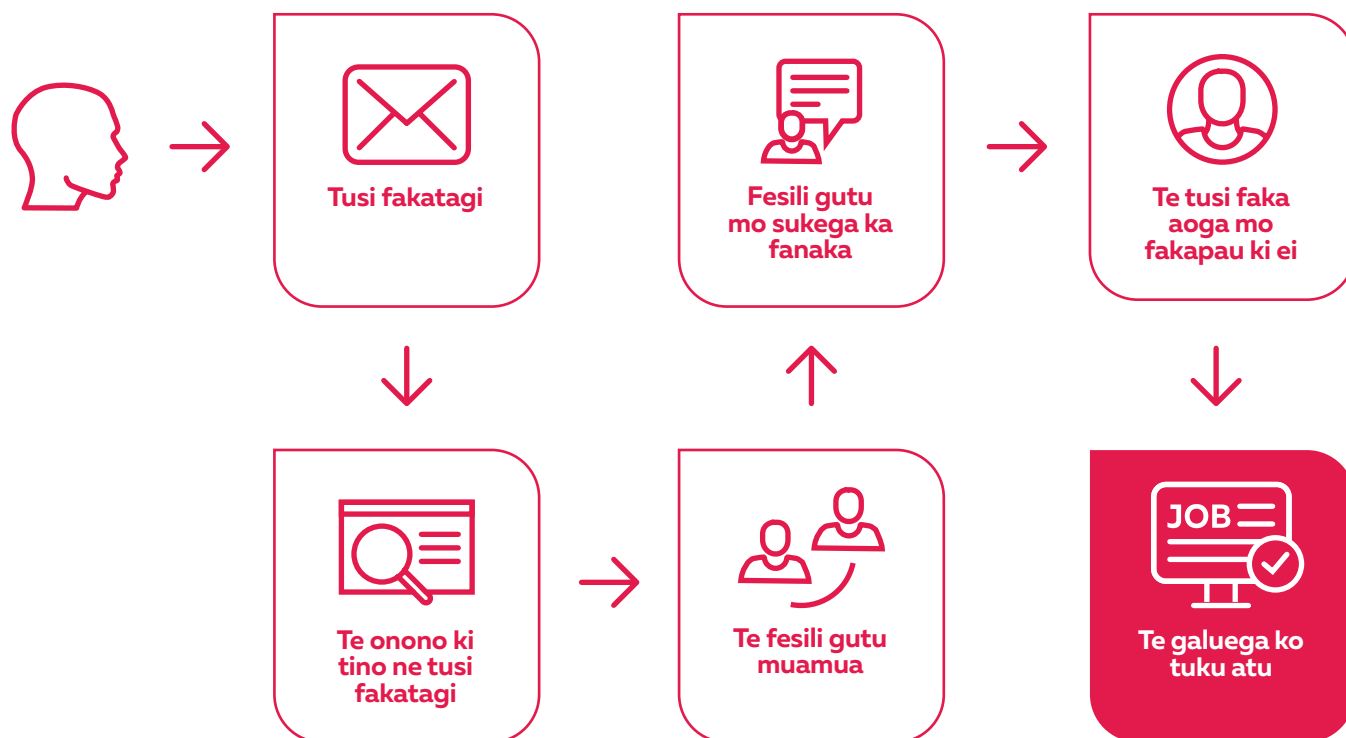 Tusi fakatagi
Te onono ki
tino ne tusi
fakatagi
Te fesili gutu
muamua
Fesili gutu
mo sukega ka
fanaka
Te tusi faka
aoga mo
fakapau ki ei
JOB
Te galuega ko
tuku atu